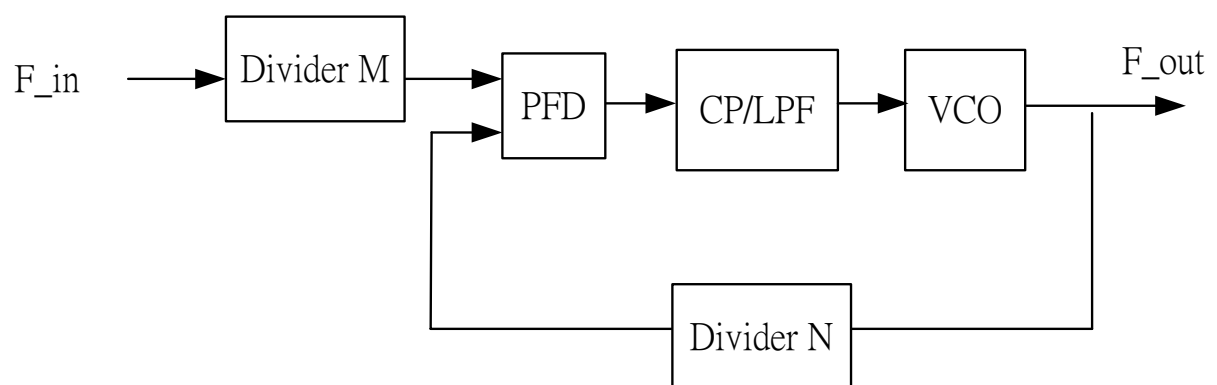 F_in
Divider M
PFD
CP/LPF
VCO
F_out
Divider N